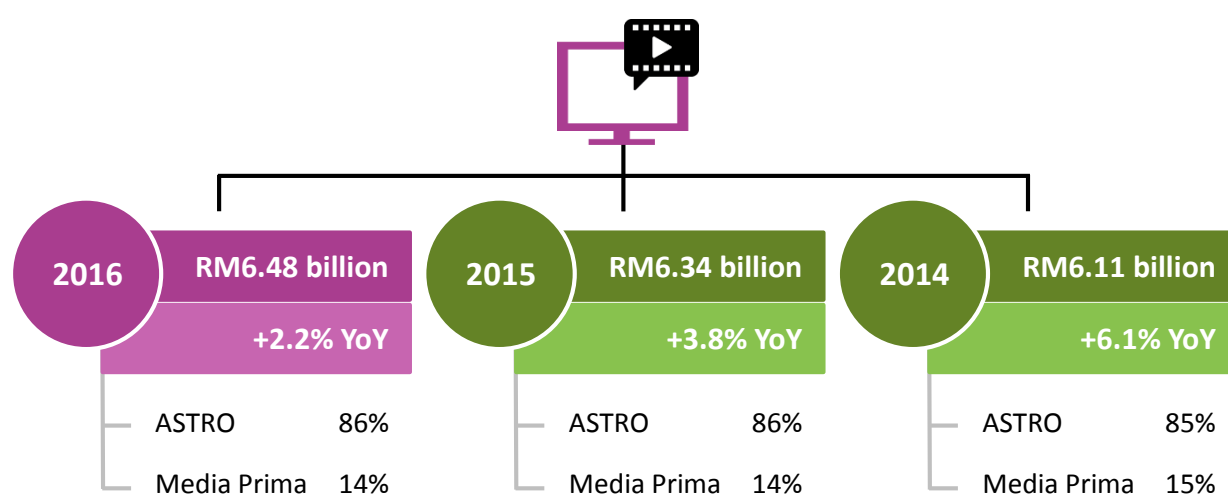 2016
RM6.48 billion
+2.2% YoY
ASTRO 86%
Media Prima 14%
2015
RM6.34 billion
+3.8% YoY
ASTRO 86%
Media Prima 14%
2014
RM6.11 billion
+6.1% YoY
ASTRO 85%
Media Prima 15%